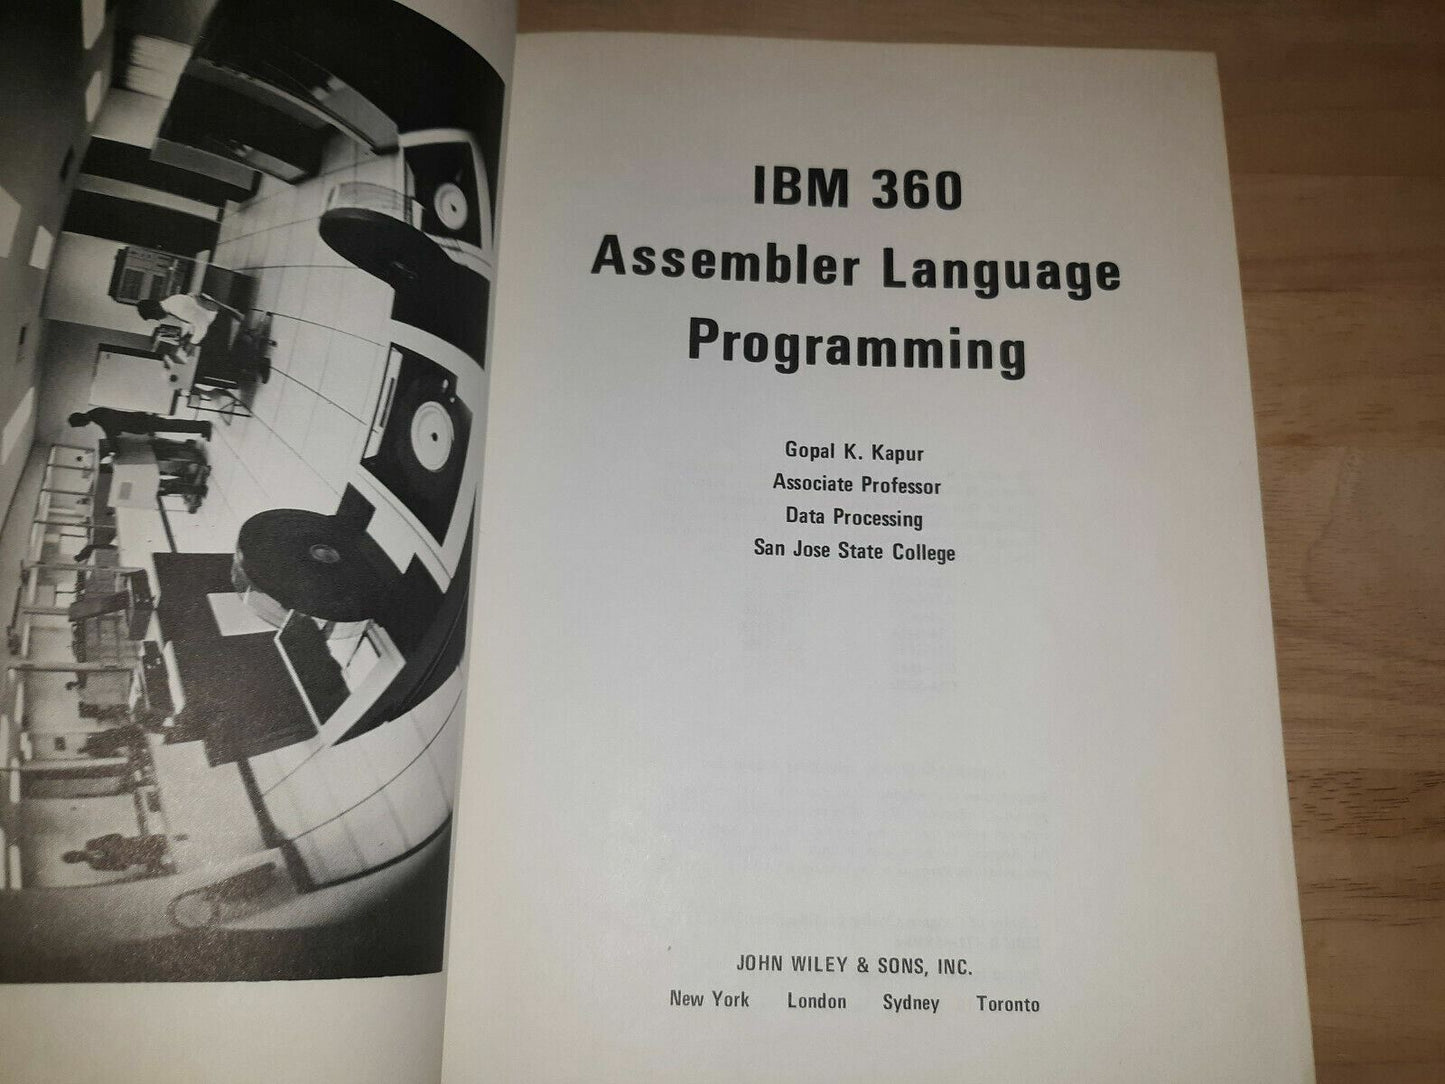 IBM 360
Assembler Language
Programming
Gopal K. Kapur
Associate Professor
Data Processing
San Jose State College
JOHN WILEY & SONS, INC.
New York London Sydney Toronto